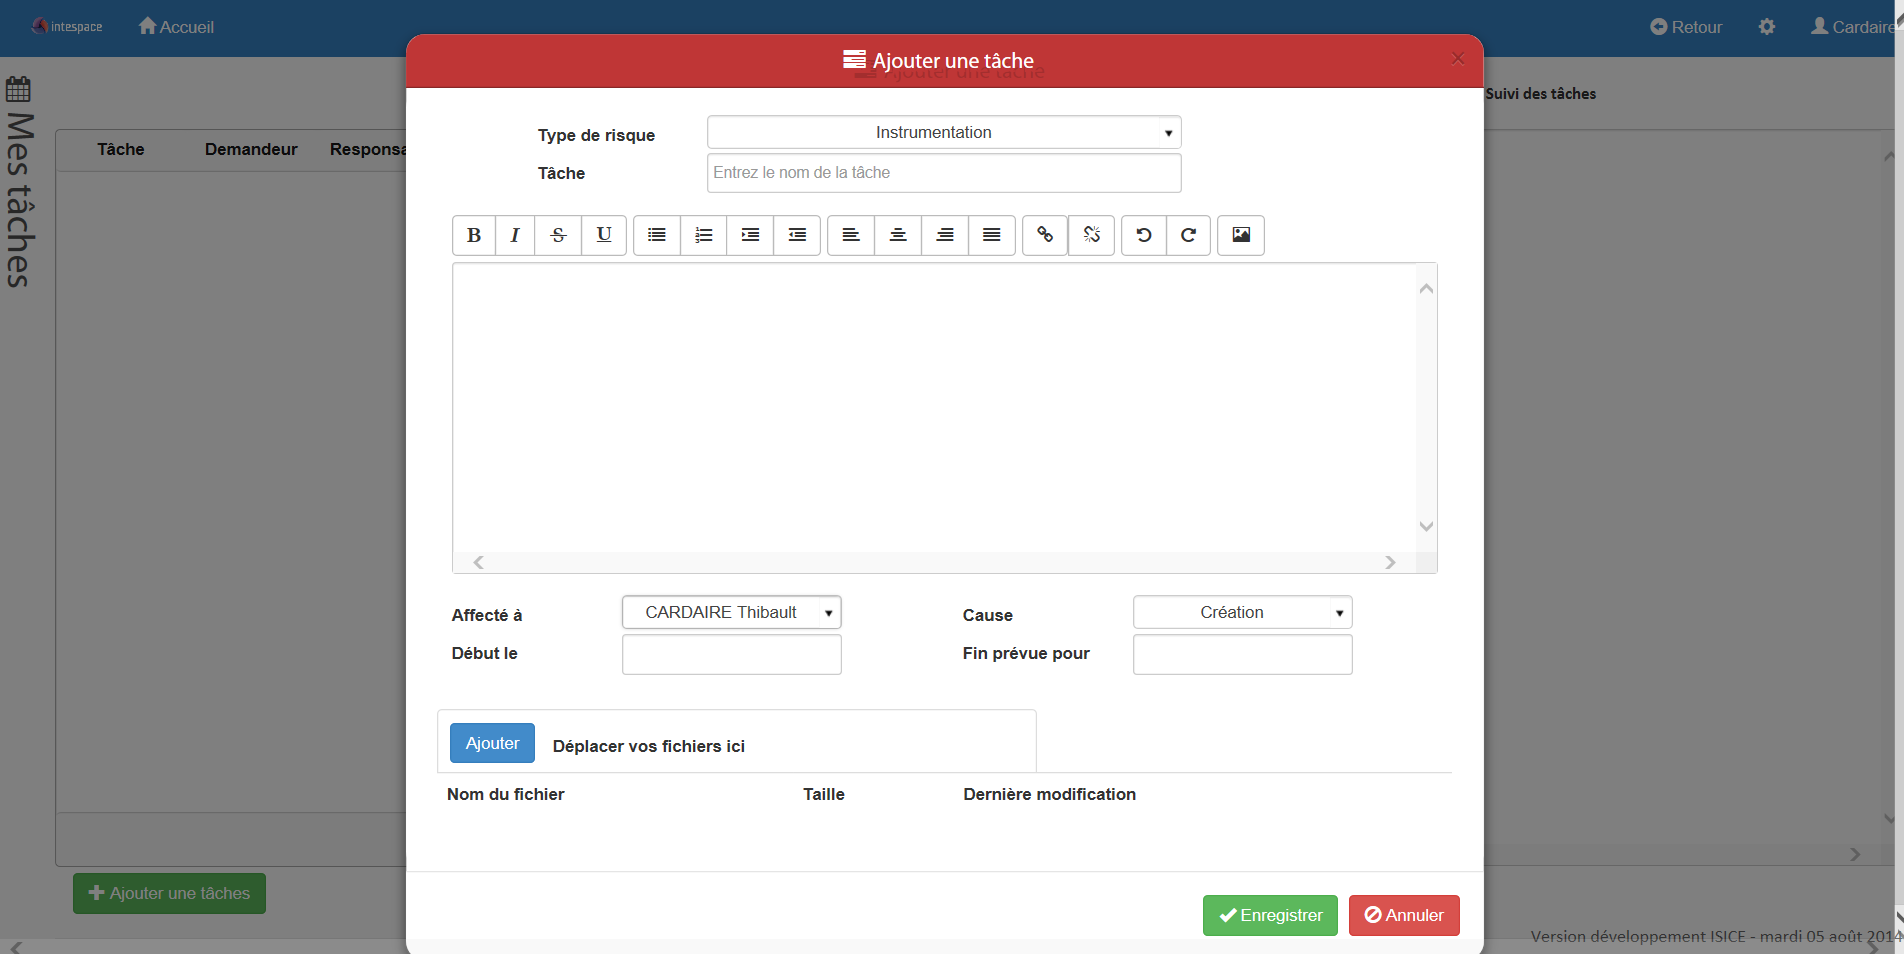 intespace
Accueil
Retour
Cardaire
Ajouter une tâche
Ajouter une tâche
Suivi des tâches
Mes tâches
Tâche Demandeur Responsa
Type de risque Instrumentation
Tâche Entrez le nom de la tâche
B I S U
Affecté à CARDAIRE Thibault Cause Création
Début le Fin prévue pour
Ajouter Déplacer vos fichiers ici
Nom du fichier Taille Dernière modification
Ajouter une tâches
Enregistrer Annuler
Version développement ISICE - mardi 05 août 2014